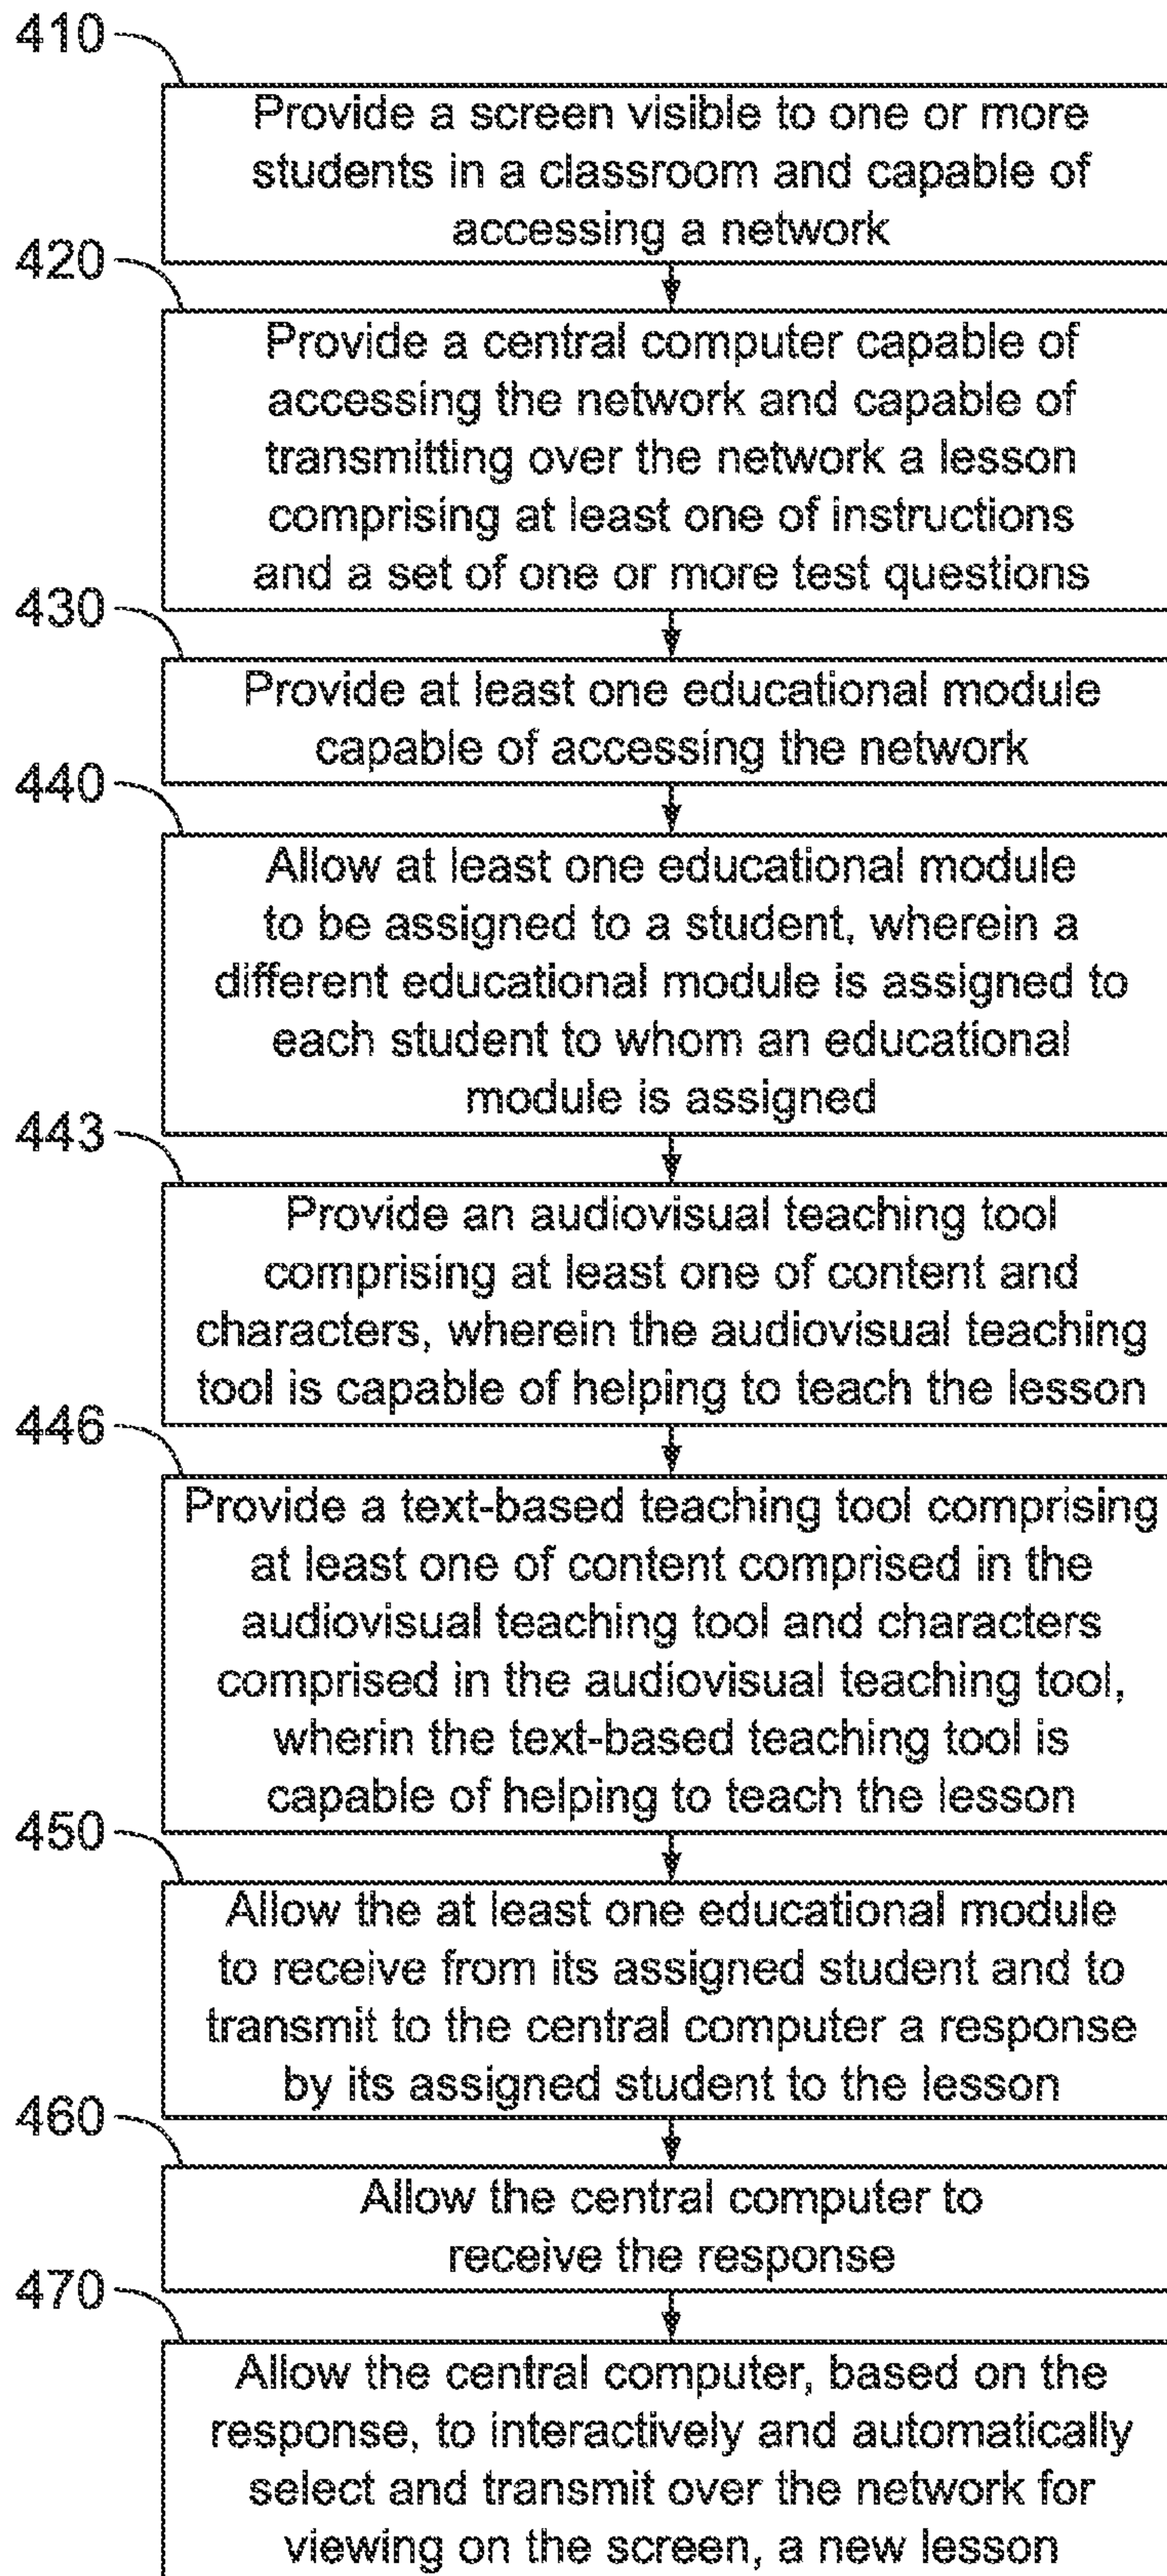 410
Provide a screen visible to one or more
students in a classroom and capable of
accessing a network
420
Provide a central computer capable of
accessing the network and capable of
transmitting over the network a lesson
comprising at least one of instructions
and a set of one or more test questions
430
Provide at least one educational module
capable of accessing the network
440
Allow at least one educational module
to be assigned to a student, wherein a
different educational module is assigned to
each student to whom an educational
module is assigned
443
Provide an audiovisual teaching tool
comprising at least one of content and
characters, wherein the audiovisual teaching
tool is capable of helping to teach the lesson
446
Provide a text-based teaching tool comprising
at least one of content comprised in the
audiovisual teaching tool and characters
comprised in the audiovisual teaching tool,
wherin the text-based teaching tool is
capable of helping to teach the lesson
450
Allow the at least one educational module
to receive from its assigned student and to
transmit to the central computer a response
by its assigned student to the lesson
460
Allow the central computer to
receive the response
470
Allow the central computer, based on the
response, to interactively and automatically
select and transmit over the network for
viewing on the screen, a new lesson